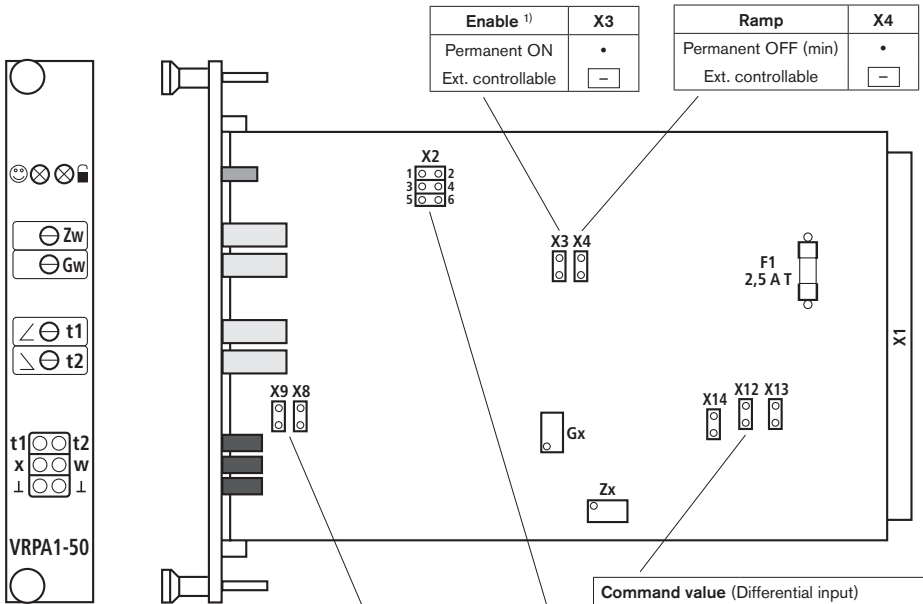 Enable 1) X3
Permanent ON •
Ext. controllable –
Ramp X4
Permanent OFF (min) •
Ext. controllable –
X2
1 2
3 4
5 6
Zw
Gw
t1
t2
X3 X4
F1
2,5 A T
X1
X9 X8
X14 X12 X13
Gx
Zx
t1 t2
x w
⊥ ⊥
VRPA1-50
Command value (Differential input)